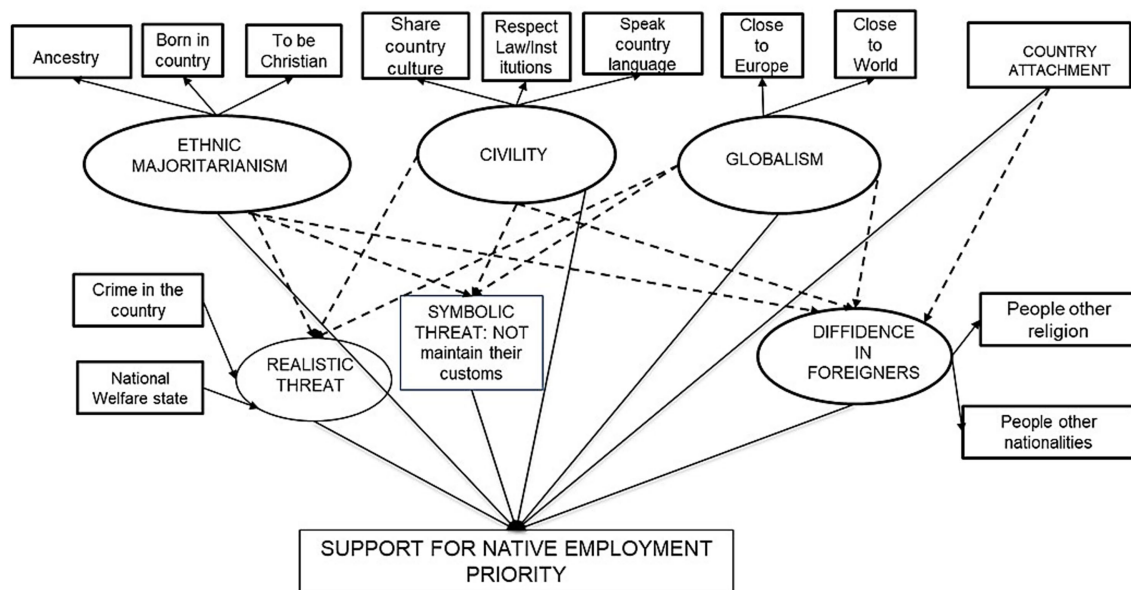 Ancestry
Born in
country
To be
Christian
Share
country
culture
Respect
Law/Inst
itutions
Speak
country
language
Close
to
Europe
Close
to
World
COUNTRY
ATTACHMENT
ETHNIC
MAJORITARIANISM
CIVILITY
GLOBALISM
Crime in the
country
National
Welfare state
REALISTIC
THREAT
SYMBOLIC
THREAT: NOT
maintain their
customs
DIFFIDENCE
IN
FOREIGNERS
People other
religion
People other
nationalities
SUPPORT FOR NATIVE EMPLOYMENT
PRIORITY